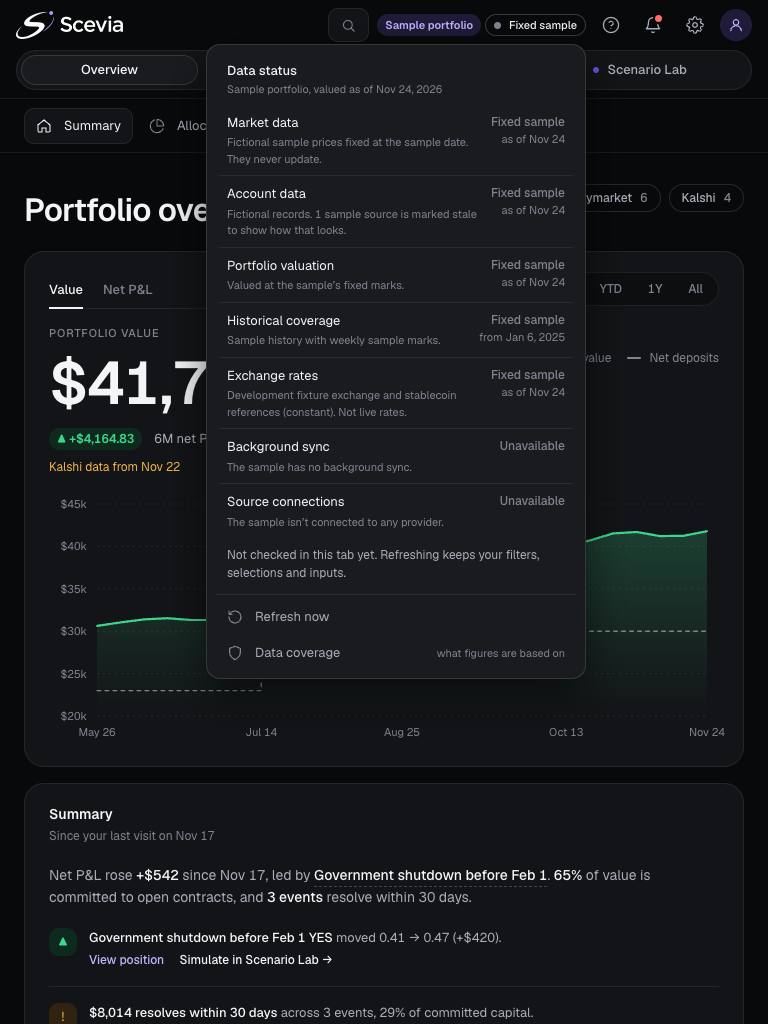 Scevia
Sample portfolio
Fixed sample
Overview
Scenario Lab
Summary
Alloc
Data status
Sample portfolio, valued as of Nov 24, 2026
Market data
Fixed sample
Fictional sample prices fixed at the sample date.
They never update.
as of Nov 24
Account data
Fixed sample
Fictional records. 1 sample source is marked stale
to show how that looks.
as of Nov 24
Portfolio valuation
Fixed sample
Valued at the sample's fixed marks.
as of Nov 24
Historical coverage
Fixed sample
Sample history with weekly sample marks.
from Jan 6, 2025
Exchange rates
Fixed sample
Development fixture exchange and stablecoin
references (constant). Not live rates.
as of Nov 24
Background sync
Unavailable
The sample has no background sync.
Source connections
Unavailable
The sample isn't connected to any provider.
Not checked in this tab yet. Refreshing keeps your filters,
selections and inputs.
Refresh now
Data coverage
what figures are based on
Portfolio ove
ymarket 6
Kalshi 4
Value
Net P&L
YTD
1Y
All
PORTFOLIO VALUE
alue
Net deposits
$41,7
+$4,164.83
6M net P
Kalshi data from Nov 22
$45k
$40k
$35k
$30k
$25k
$20k
May 26
Jul 14
Aug 25
Oct 13
Nov 24
Summary
Since your last visit on Nov 17
Net P&L rose +$542 since Nov 17, led by Government shutdown before Feb 1. 65% of value is
committed to open contracts, and 3 events resolve within 30 days.
Government shutdown before Feb 1 YES moved 0.41 → 0.47 (+$420).
View position
Simulate in Scenario Lab →
! $8,014 resolves within 30 days across 3 events, 29% of committed capital.